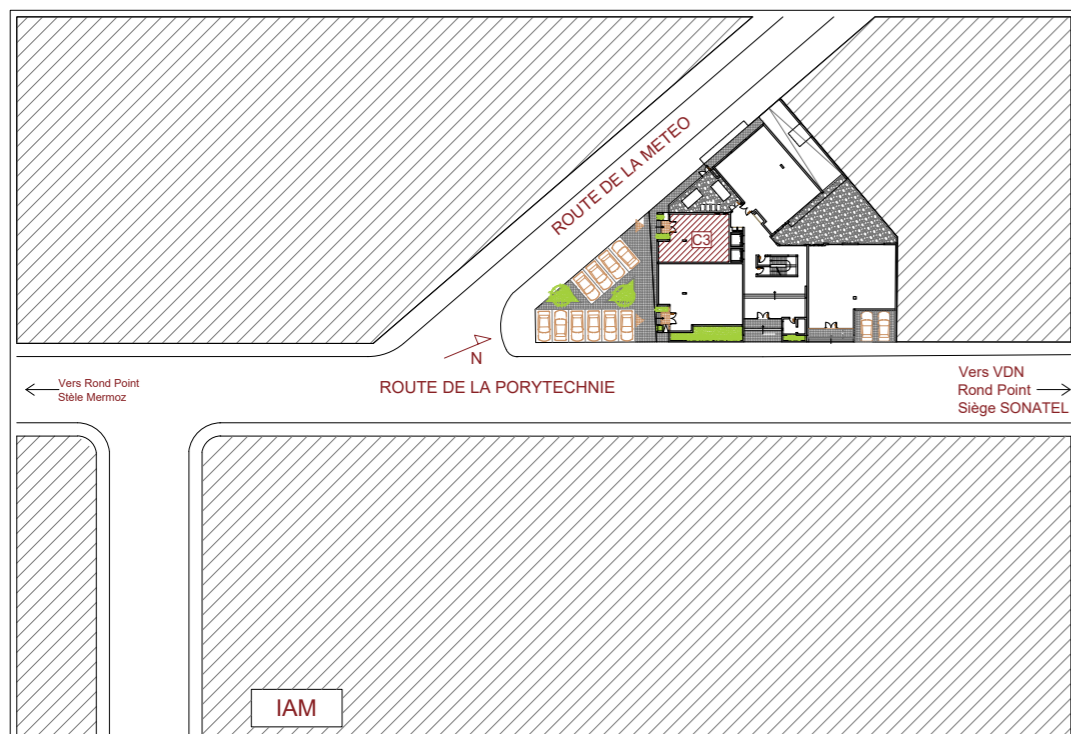 ROUTE DE LA METEO
C3
N
Vers Rond Point
Stèle Mermoz
ROUTE DE LA PORYTECHNIE
Vers VDN
Rond Point
Siège SONATEL
IAM